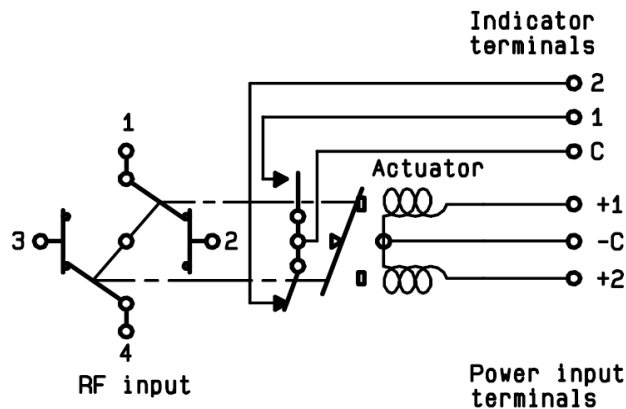 Indicator
terminals
2
1
C
1
Actuator
+1
3
2
-C
+2
4
RF input
Power input
terminals